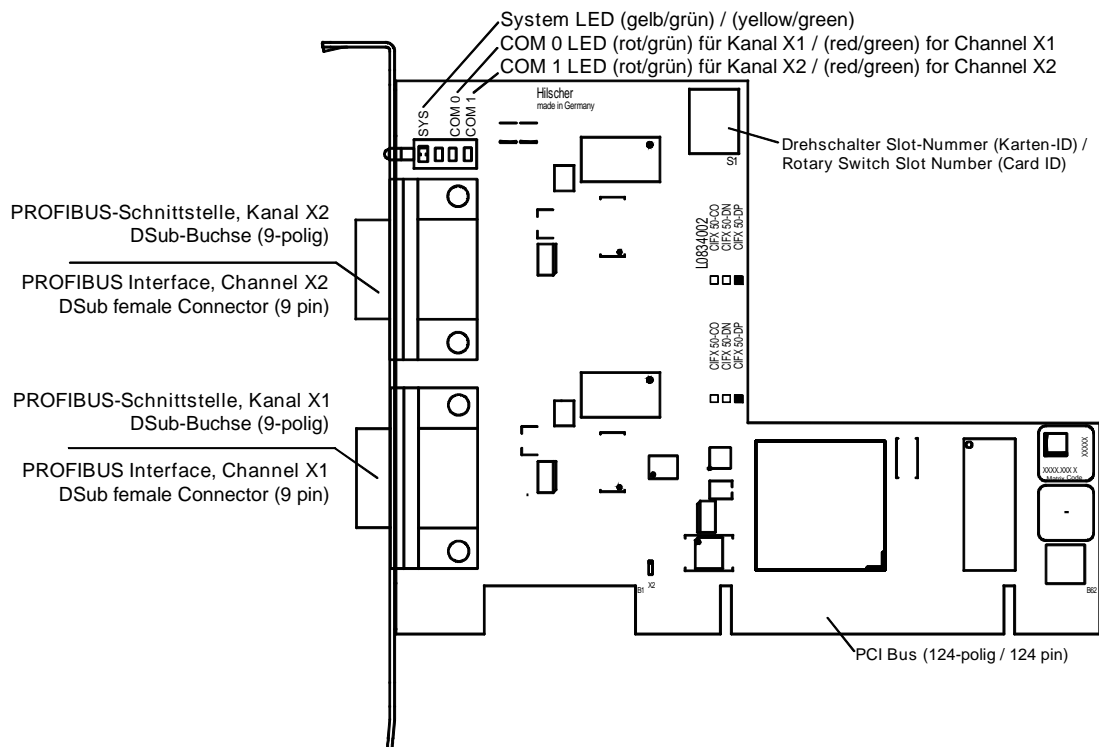 System LED (gelb/grün) / (yellow/green)
COM 0 LED (rot/grün) für Kanal X1 / (red/green) for Channel X1
COM 1 LED (rot/grün) für Kanal X2 / (red/green) for Channel X2
SYS
COM 0
COM 1
Hilscher
made in Germany
S1
Drehschalter Slot-Nummer (Karten-ID) /
Rotary Switch Slot Number (Card ID)
PROFIBUS-Schnittstelle, Kanal X2
DSub-Buchse (9-polig)
PROFIBUS Interface, Channel X2
DSub female Connector (9 pin)
L0834002
CIFX 50-CO
CIFX 50-DN
CIFX 50-DP
CIFX 50-CO
CIFX 50-DN
CIFX 50-DP
PROFIBUS-Schnittstelle, Kanal X1
DSub-Buchse (9-polig)
PROFIBUS Interface, Channel X1
DSub female Connector (9 pin)
XXXXX
XXXX.XXX X
Matrix Code
-
B1
X2
B62
PCI Bus (124-polig / 124 pin)